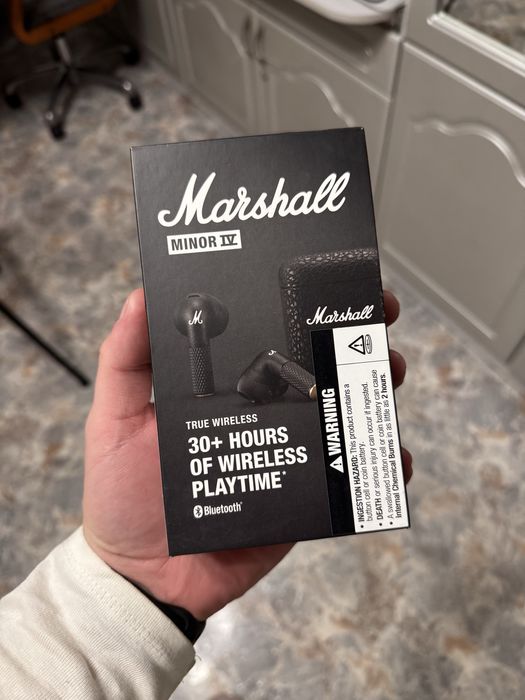 Marshall
MINOR IV
M
Marshall
TRUE WIRELESS
30+ HOURS
OF WIRELESS
PLAYTIME*
Bluetooth®
WARNING
• INGESTION HAZARD: This product contains a
button cell or coin battery.
• DEATH or serious injury can occur if ingested.
• A swallowed button cell or coin battery can cause
Internal Chemical Burns in as little as 2 hours.